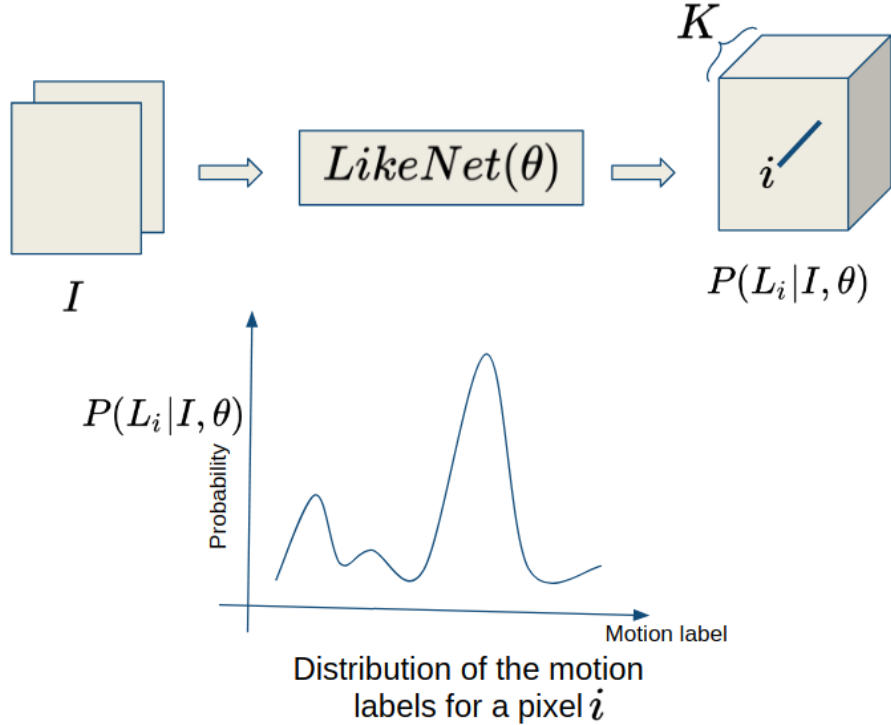 K
LikeNet(θ)
i
I
P(L_i|I, θ)
P(L_i|I, θ)
Probability
Motion label
Distribution of the motion
labels for a pixel i